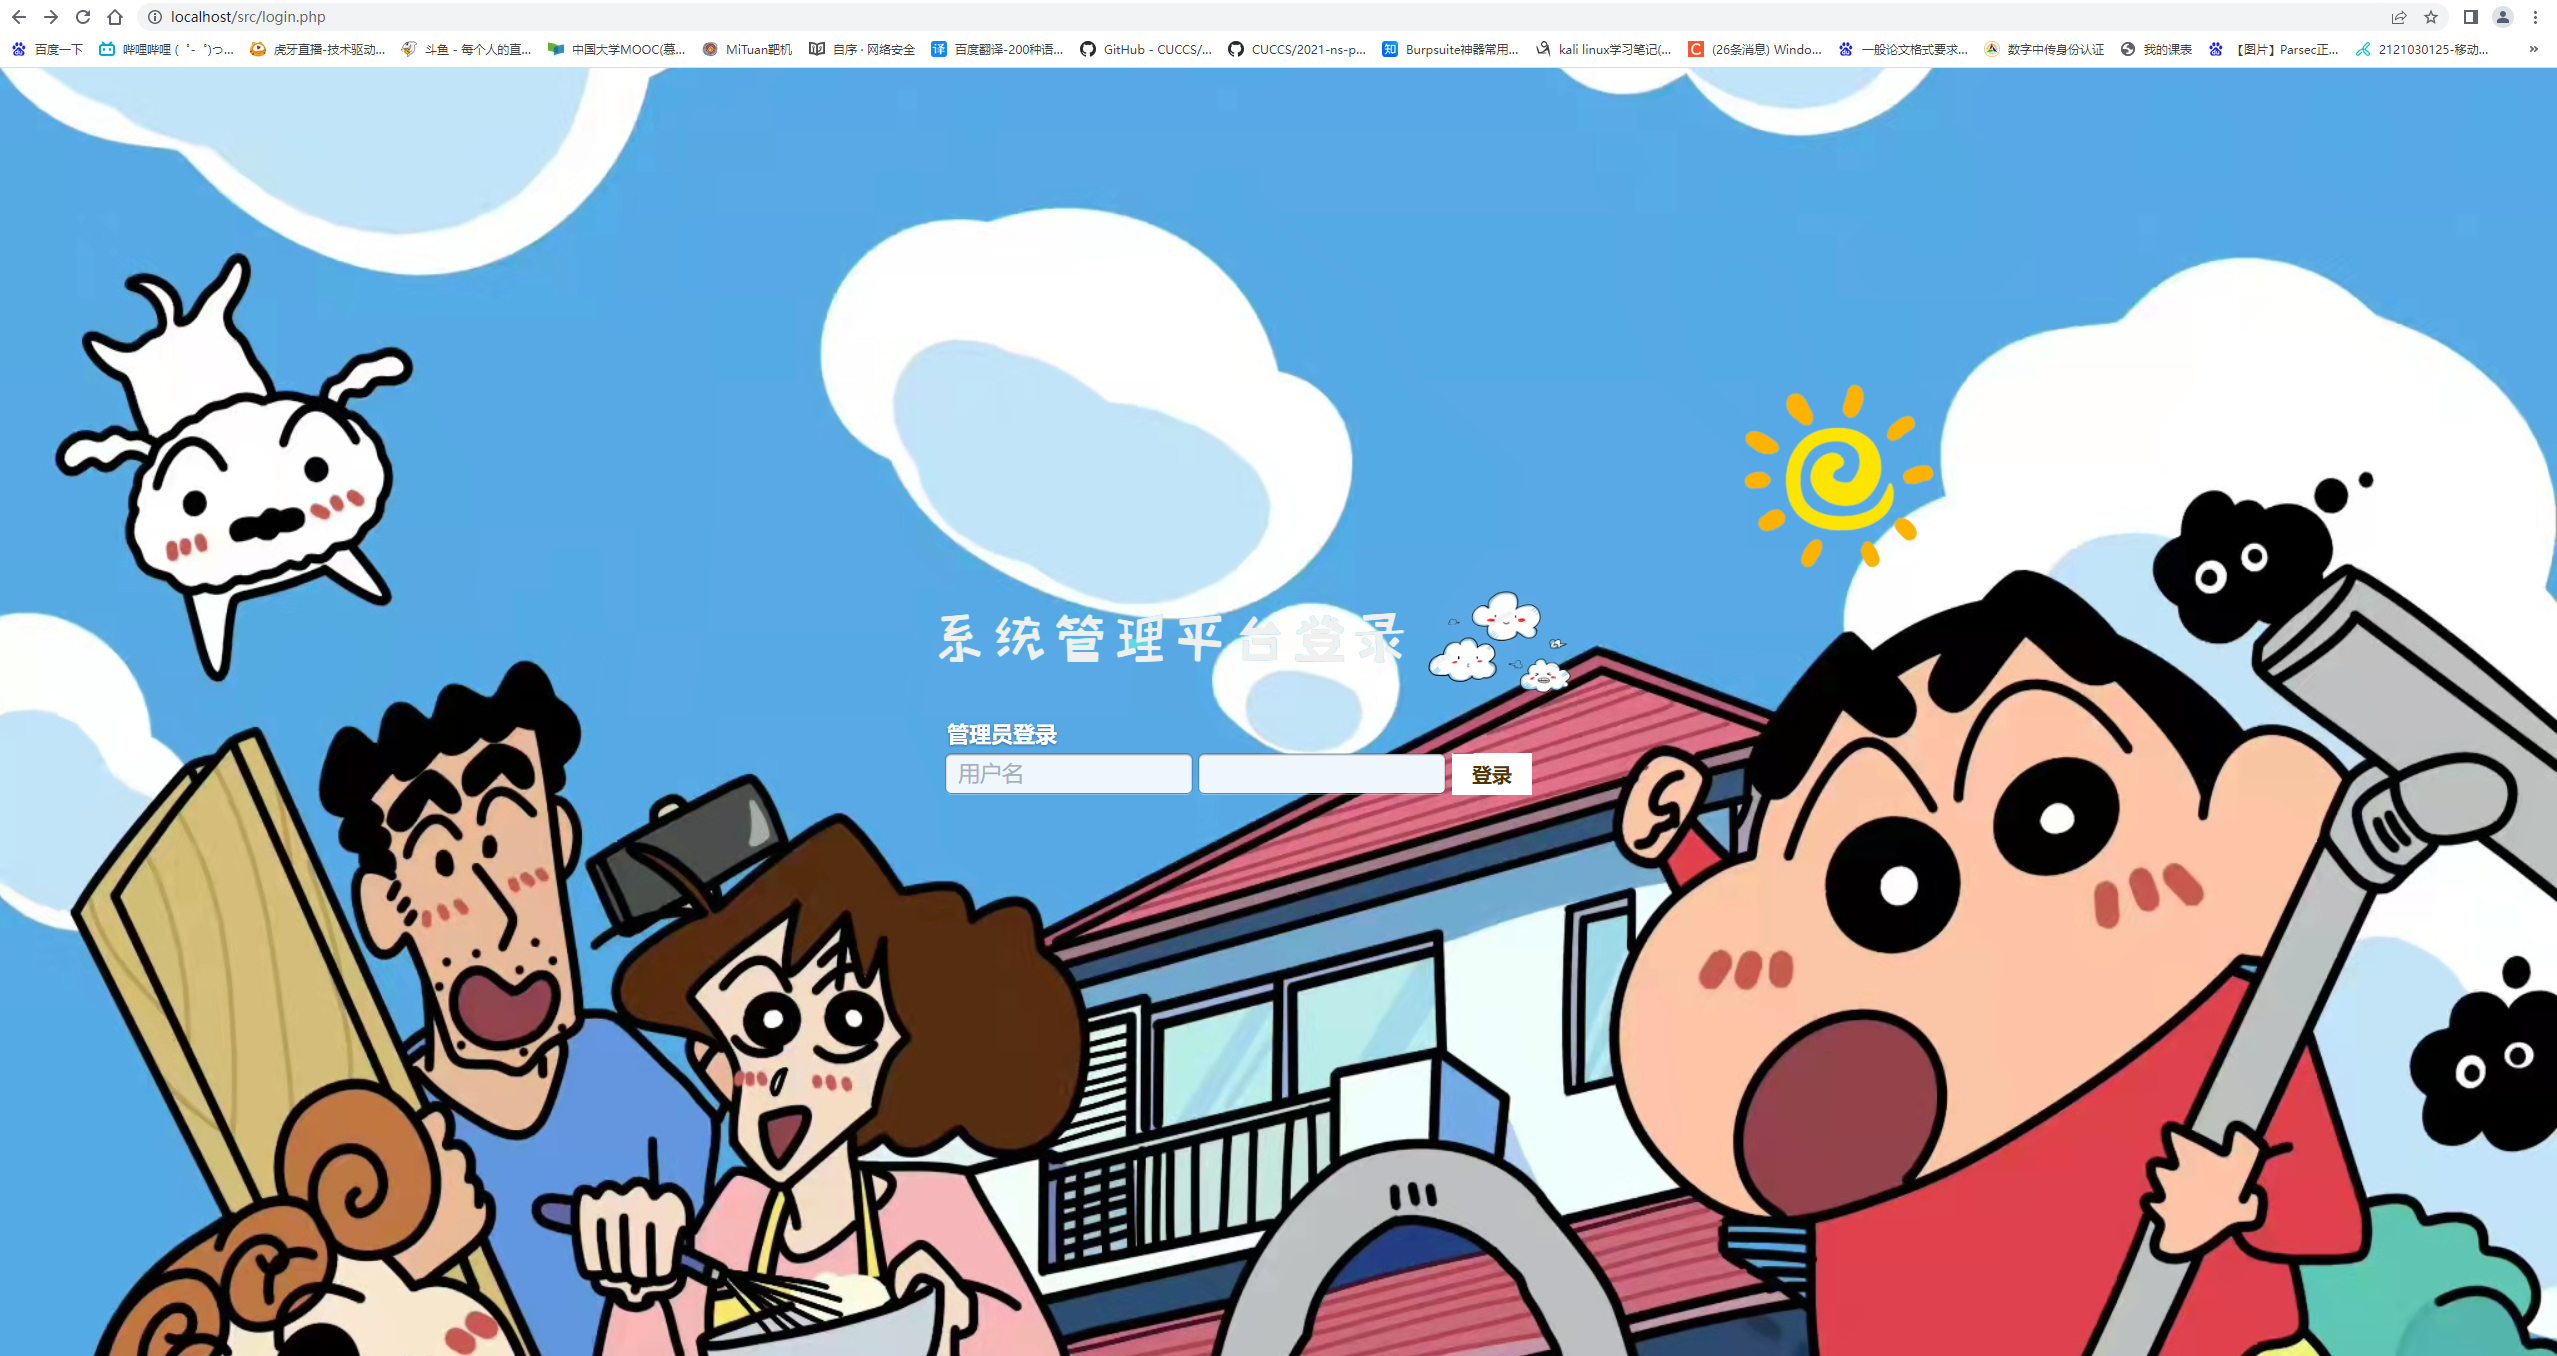 localhost/src/login.php
百度一下 哔哩哔哩 (゜-゜)つ... 虎牙直播-技术驱动... 斗鱼 - 每个人的直... 中国大学MOOC(慕... MiTuan靶机 自序 · 网络安全 百度翻译-200种语... GitHub - CUCCS/... CUCCS/2021-ns-p... Burpsuite神器常用... kali linux学习笔记(... (26条消息) Windo... 一般论文格式要求... 数字中传身份认证 我的课表 【图片】Parsec正... 2121030125-移动... »
系统管理平台登录
管理员登录
用户名 登录